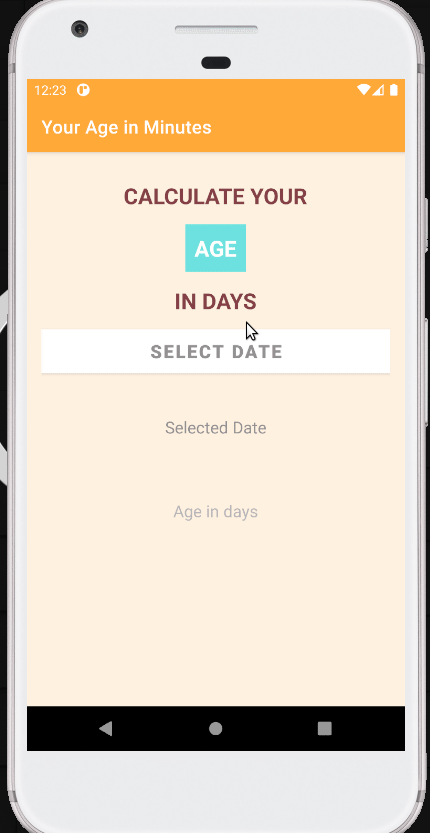 12:23
Your Age in Minutes
CALCULATE YOUR
AGE
IN DAYS
SELECT DATE
Selected Date
Age in days